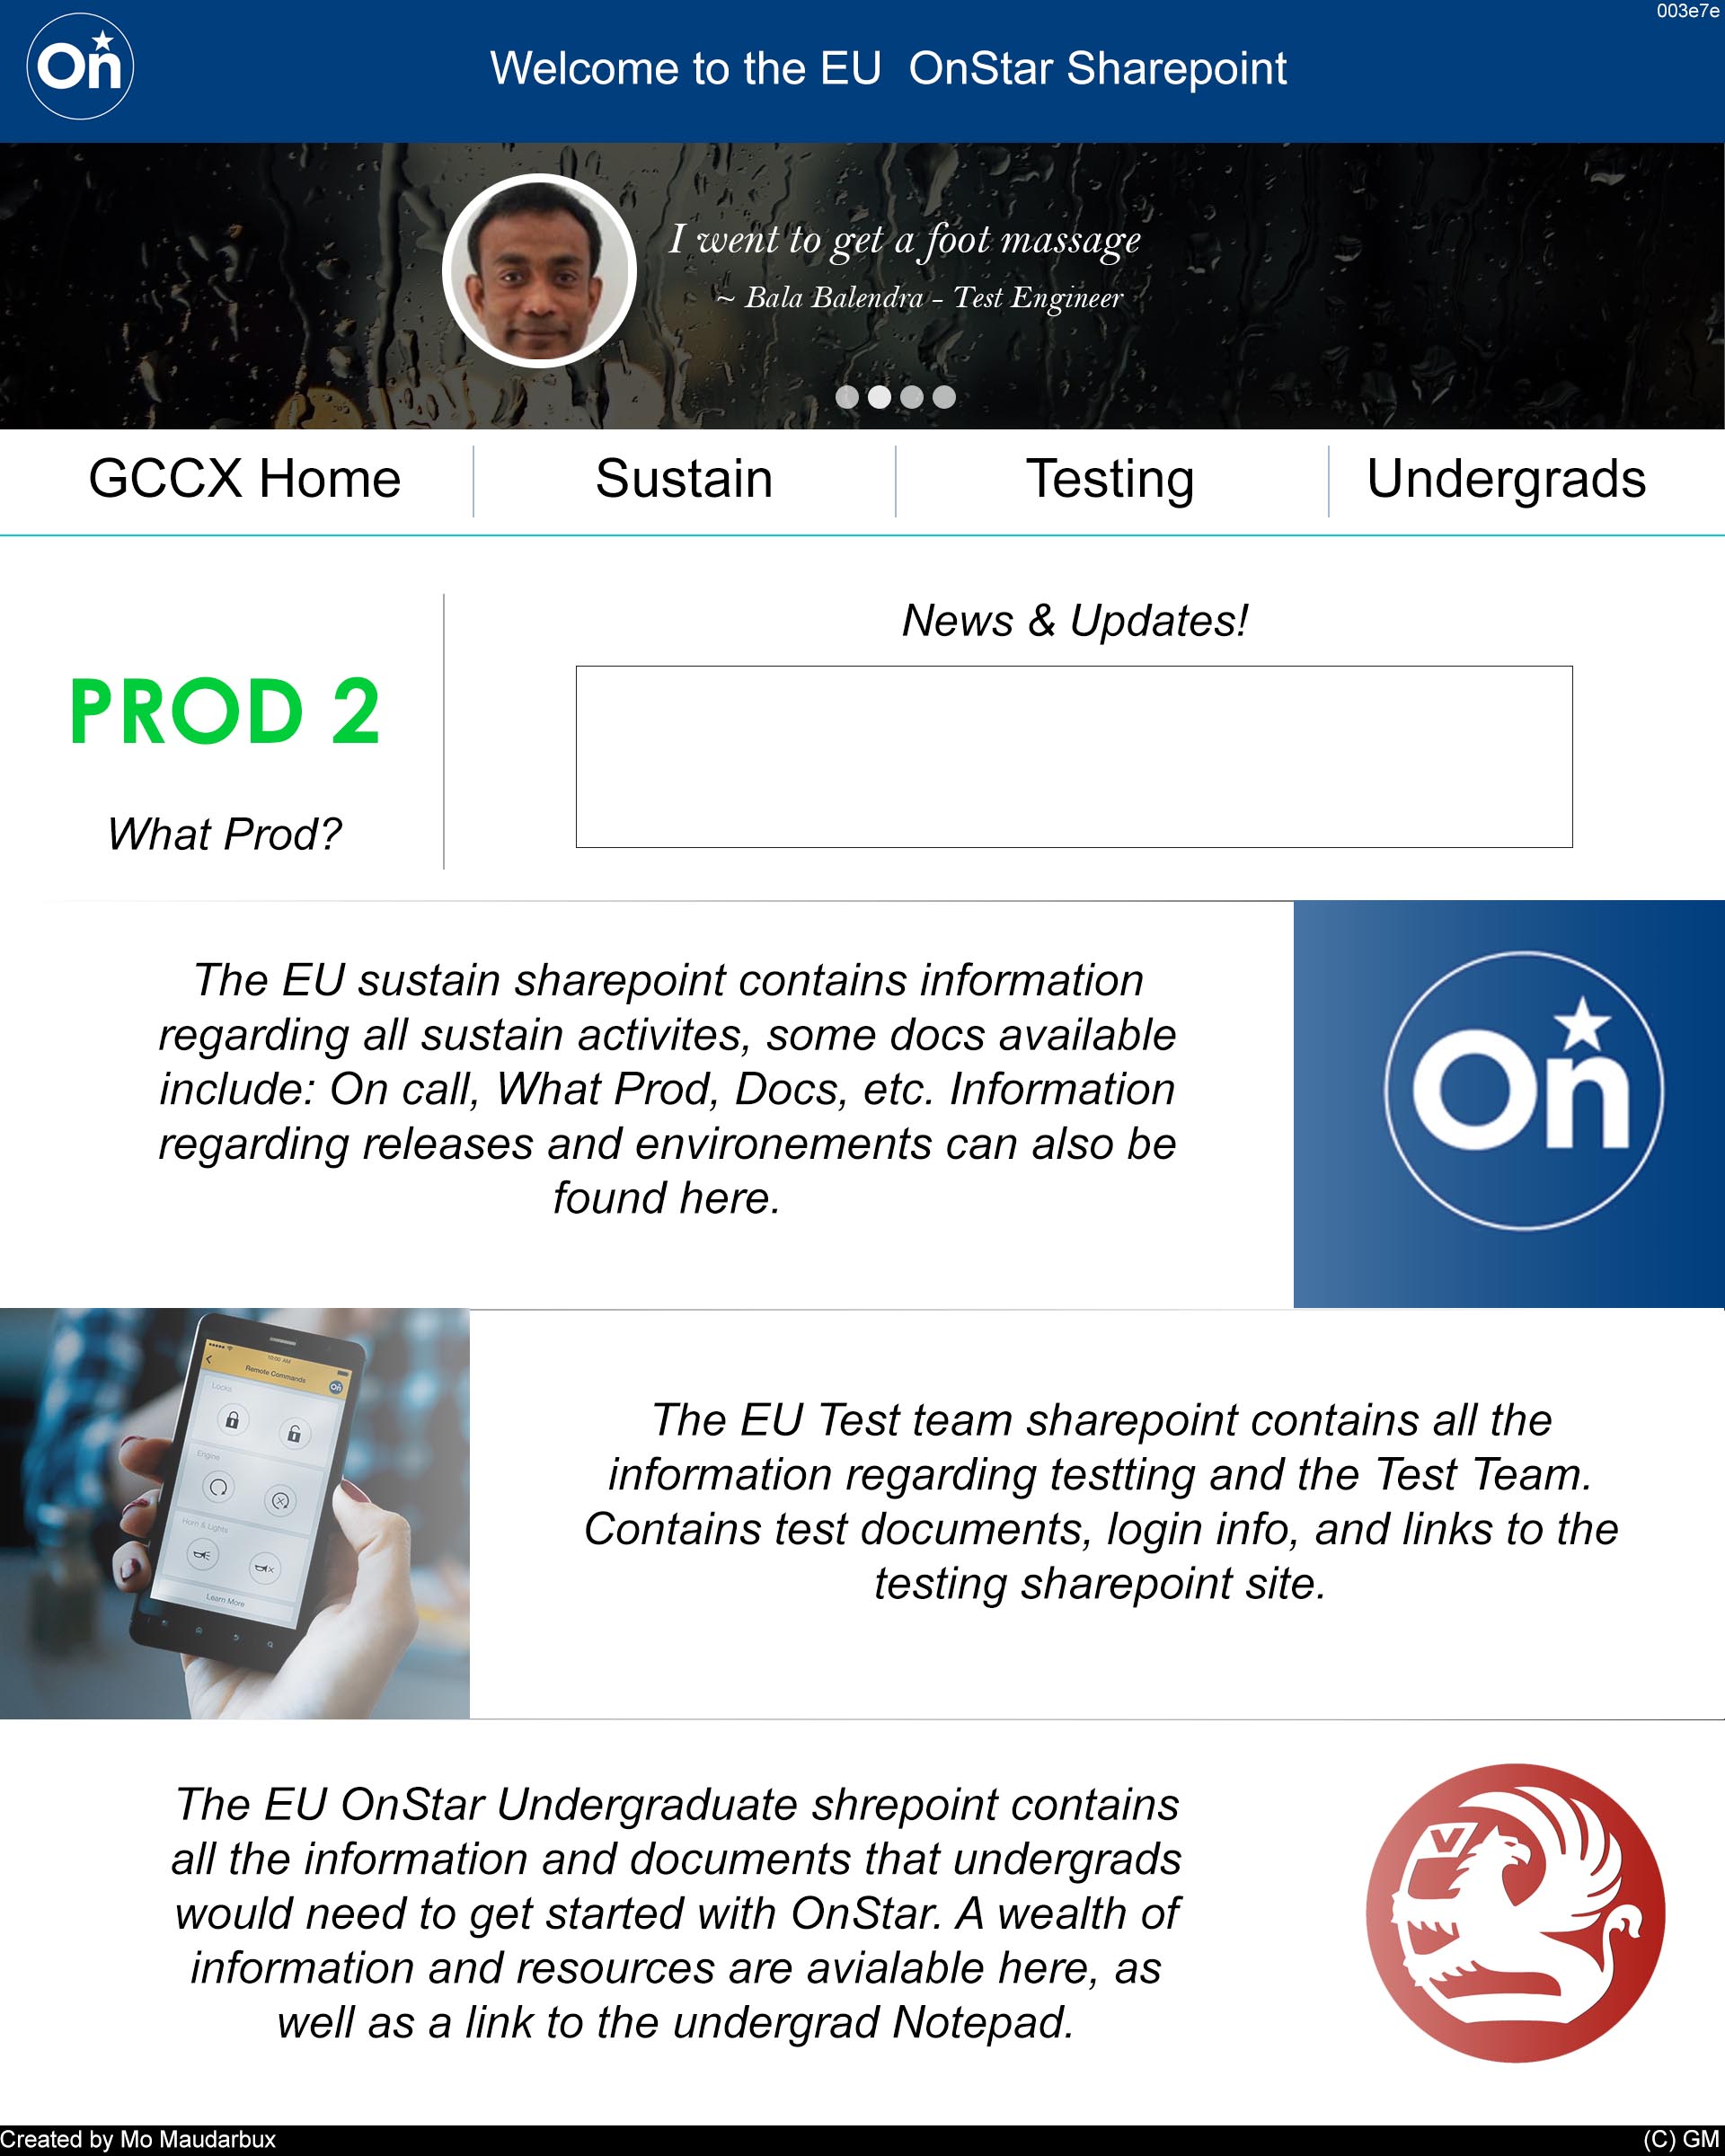 003e7e
On
Welcome to the EU  OnStar Sharepoint
I went to get a foot massage
~ Bala Balendra - Test Engineer
GCCX Home
Sustain
Testing
Undergrads
PROD 2
What Prod?
News & Updates!
The EU sustain sharepoint contains information
regarding all sustain activites, some docs available
include: On call, What Prod, Docs, etc. Information
regarding releases and environements can also be
found here.
On
10:00 AM
Remote Commands
On
Locks
Engine
Horn & Lights
Learn More
The EU Test team sharepoint contains all the
information regarding testting and the Test Team.
Contains test documents, login info, and links to the
testing sharepoint site.
The EU OnStar Undergraduate shrepoint contains
all the information and documents that undergrads
would need to get started with OnStar. A wealth of
information and resources are avialable here, as
well as a link to the undergrad Notepad.
V
Created by Mo Maudarbux
(C) GM